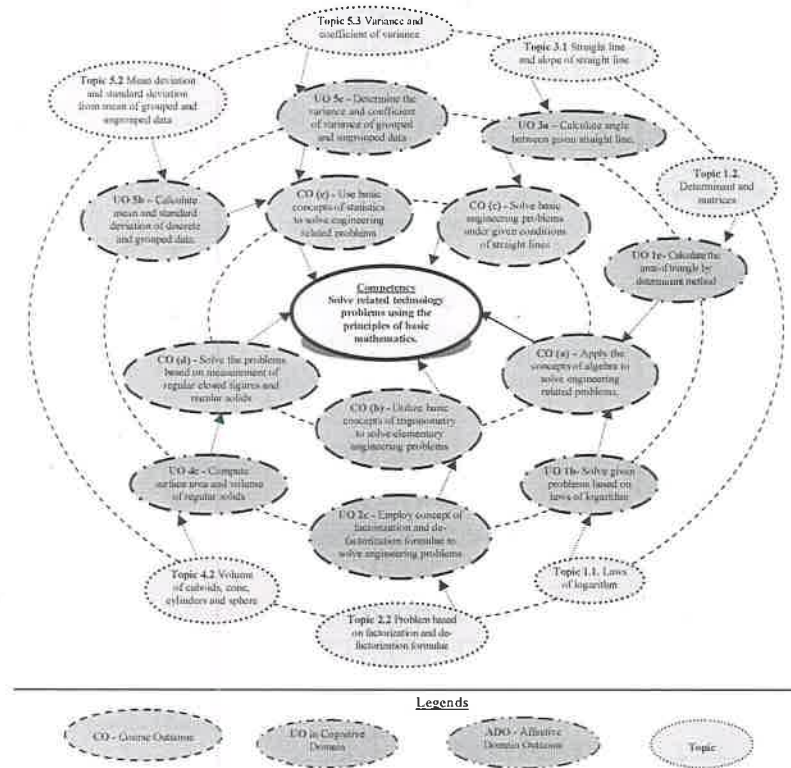 Topic 5.3 Variance and
coefficient of variance
Topic 3.1 Straight line
and slope of straight line
Topic 5.2 Mean deviation
and standard deviation
from mean of grouped and
ungrouped data
UO 5c - Determine the
variance and coefficient
of variance of grouped
and ungrouped data
UO 3a - Calculate angle
between given straight line.
Topic 1.2
Determinant and
matrices
UO 5b - Calculate
mean and standard
deviation of discrete
and grouped data.
CO (e) - Use basic
concepts of statistics
to solve engineering
related problems
CO (c) - Solve basic
engineering problems
under given conditions
of straight lines
UO 1e- Calculate the
area of triangle by
determinant method
Competency
Solve related technology
problems using the
principles of basic
mathematics.
CO (d) - Solve the problems
based on measurement of
regular closed figures and
regular solids
CO (a) - Apply the
concepts of algebra to
solve engineering
related problems.
CO (b) - Utilize basic
concepts of trigonometry
to solve elementary
engineering problems
UO 4c - Compute
surface area and volume
of regular solids
UO 1b- Solve given
problems based on
laws of logarithm
UO 2c - Employ concept of
factorization and de-
factorization formulae to
solve engineering problems
Topic 4.2 Volume
of cuboids, cone,
cylinders and sphere
Topic 1.1. Laws
of logarithm
Topic 2.2 Problem based
on factorization and de-
factorization formulae
Legends
CO - Course Outcome
UO in Cognitive
Domain
ADO - Affective
Domain Outcome
Topic